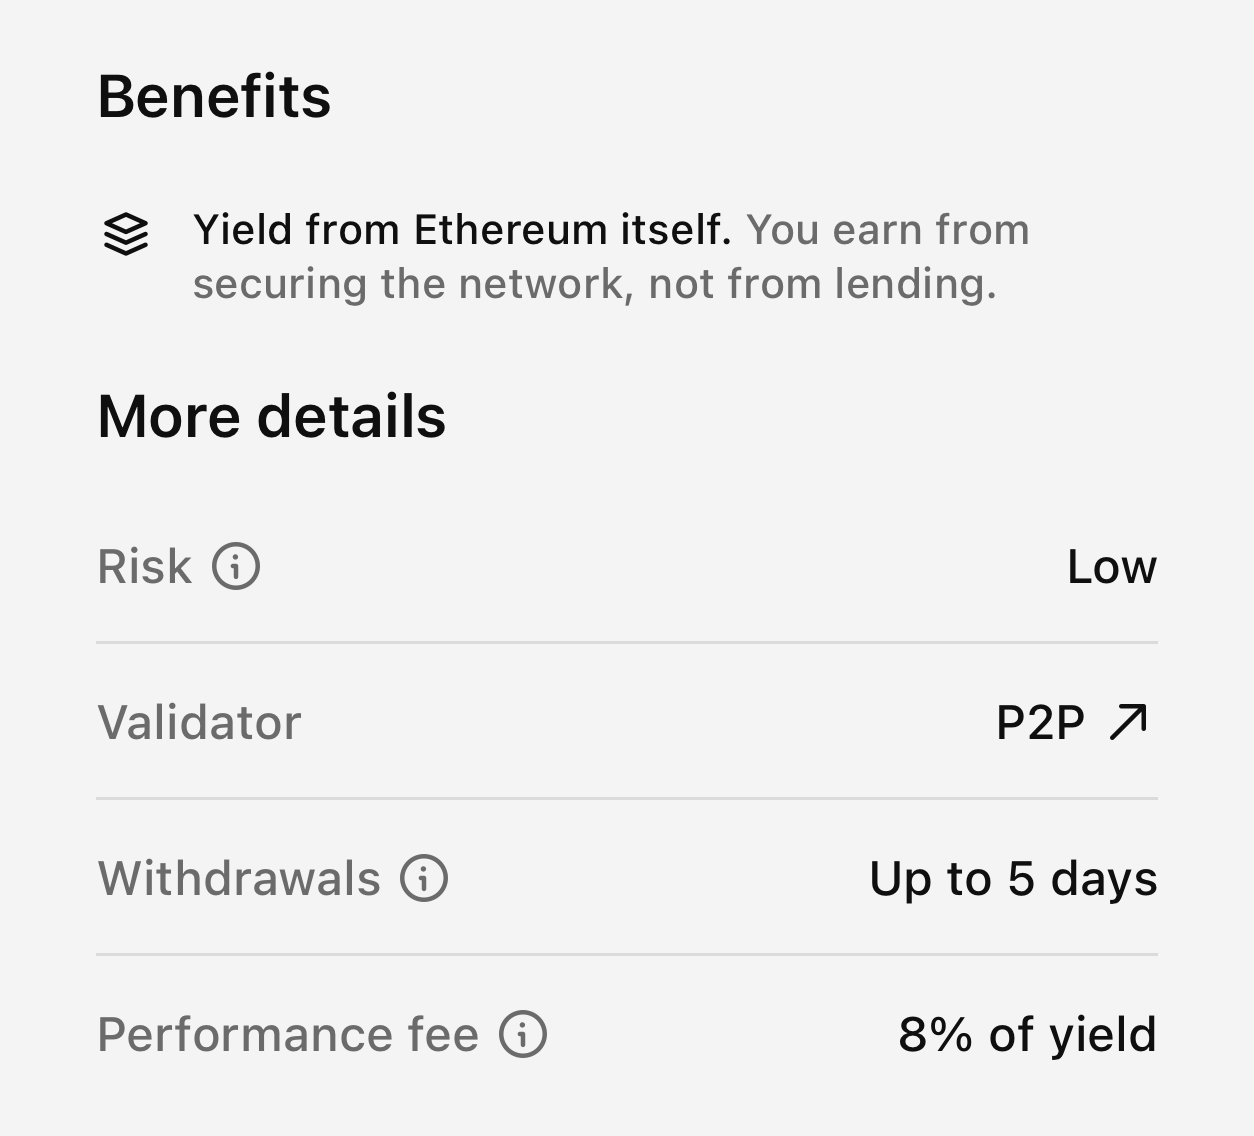 Benefits
Yield from Ethereum itself. You earn from
securing the network, not from lending.
More details
Risk
Low
Validator
P2P
Withdrawals
Up to 5 days
Performance fee
8% of yield